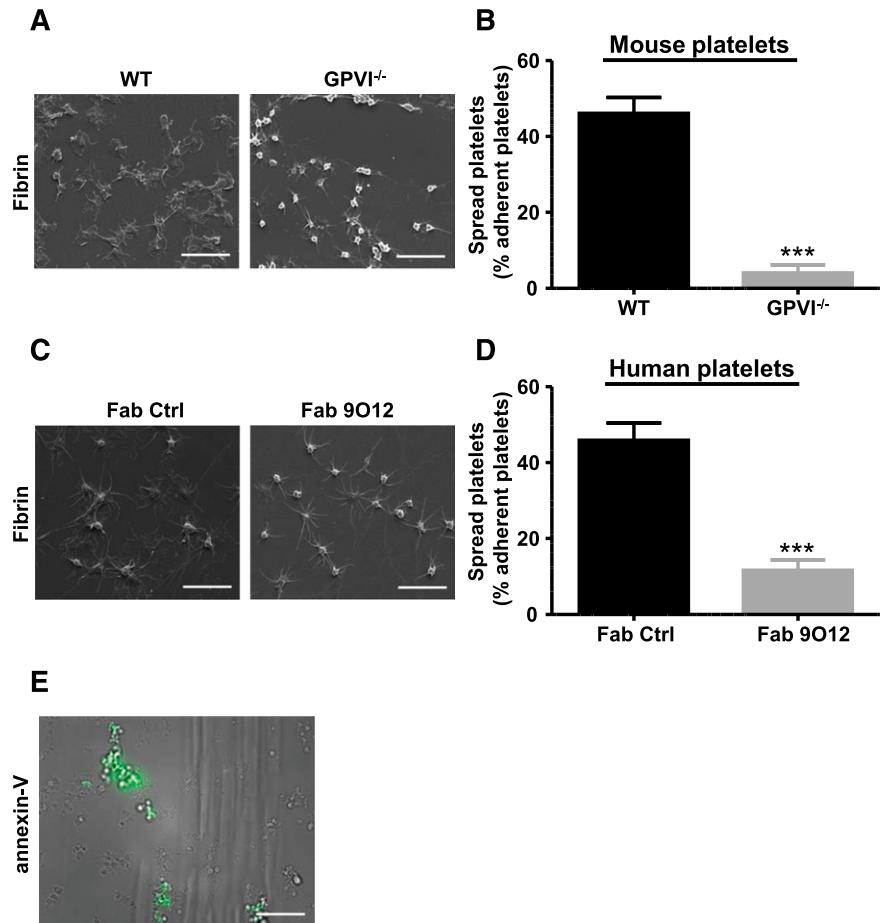 A
WT
GPVI-/-
Fibrin
B
Mouse platelets
Spread platelets
(% adherent platelets)
60
40
20
0
***
WT
GPVI-/-
C
Fab Ctrl
Fab 9O12
Fibrin
D
Human platelets
Spread platelets
(% adherent platelets)
60
40
20
0
***
Fab Ctrl
Fab 9O12
E
annexin-V